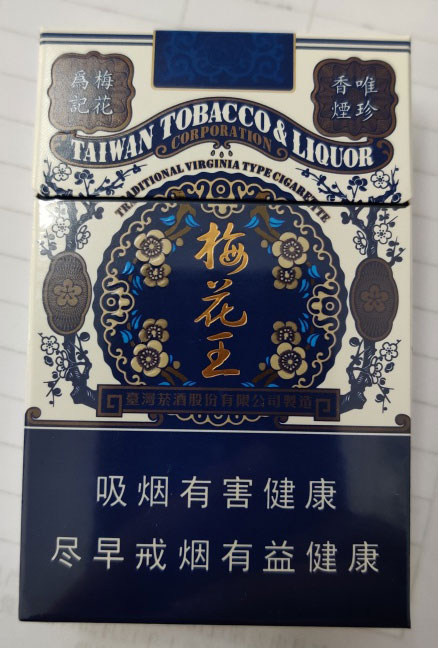 梅花
為記
唯珍
香煙
TAIWAN TOBACCO & LIQUOR
CORPORATION
TRADITIONAL VIRGINIA TYPE CIGARETTE
梅花王
臺灣菸酒股份有限公司製造
吸烟有害健康
尽早戒烟有益健康